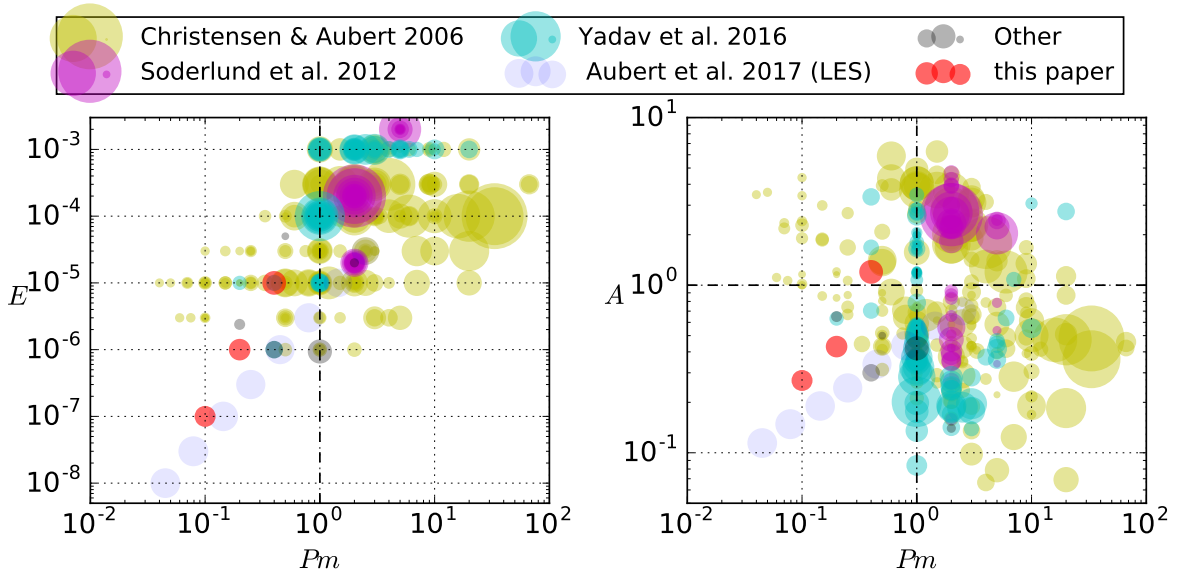 Christensen & Aubert 2006 Yadav et al. 2016 Other
Soderlund et al. 2012 Aubert et al. 2017 (LES) this paper
10^-3
10^-4
10^-5
10^-6
10^-7
10^-8
E
10^-2 10^-1 10^0 10^1 10^2
Pm
10^1
10^0
10^-1
A
10^-2 10^-1 10^0 10^1 10^2
Pm